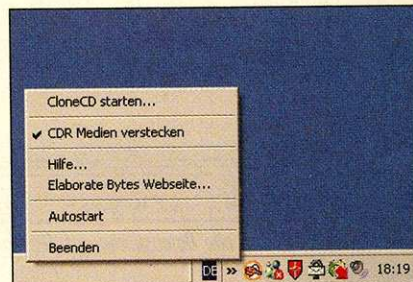 CloneCD starten...
CDR Medien verstecken
Hilfe...
Elaborate Bytes Webseite...
Autostart
Beenden
DE » 18:19